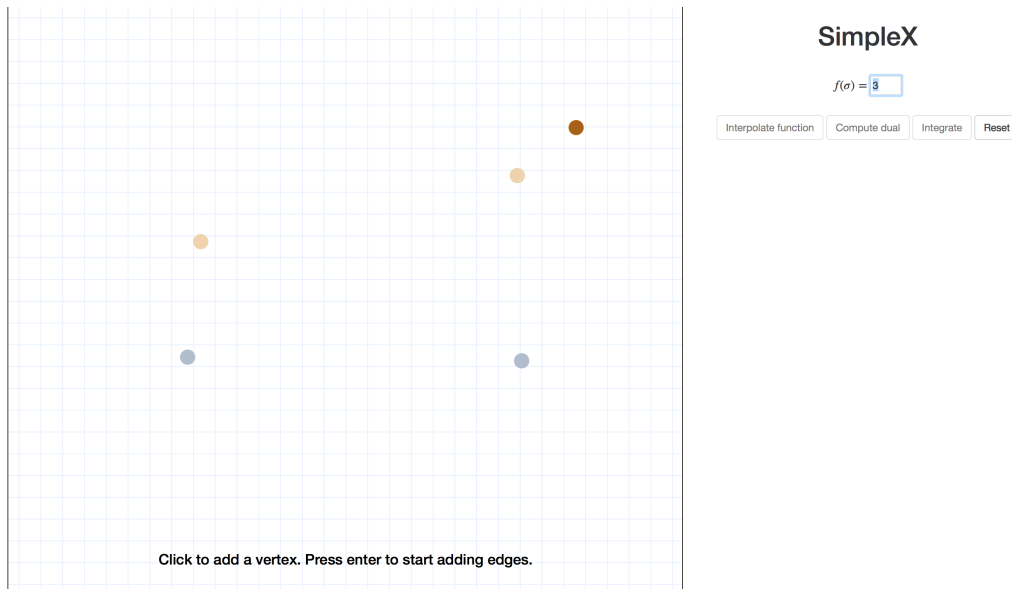 SimpleX
f(σ) = 3
Interpolate function Compute dual Integrate Reset
Click to add a vertex. Press enter to start adding edges.